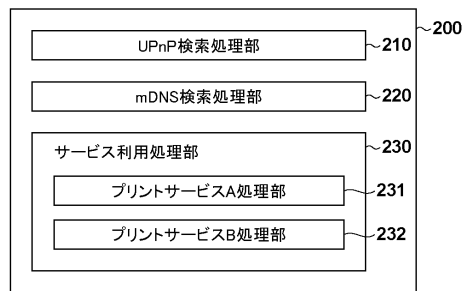 200
UPnP検索処理部 210
mDNS検索処理部 220
サービス利用処理部 230
プリントサービスA処理部 231
プリントサービスB処理部 232